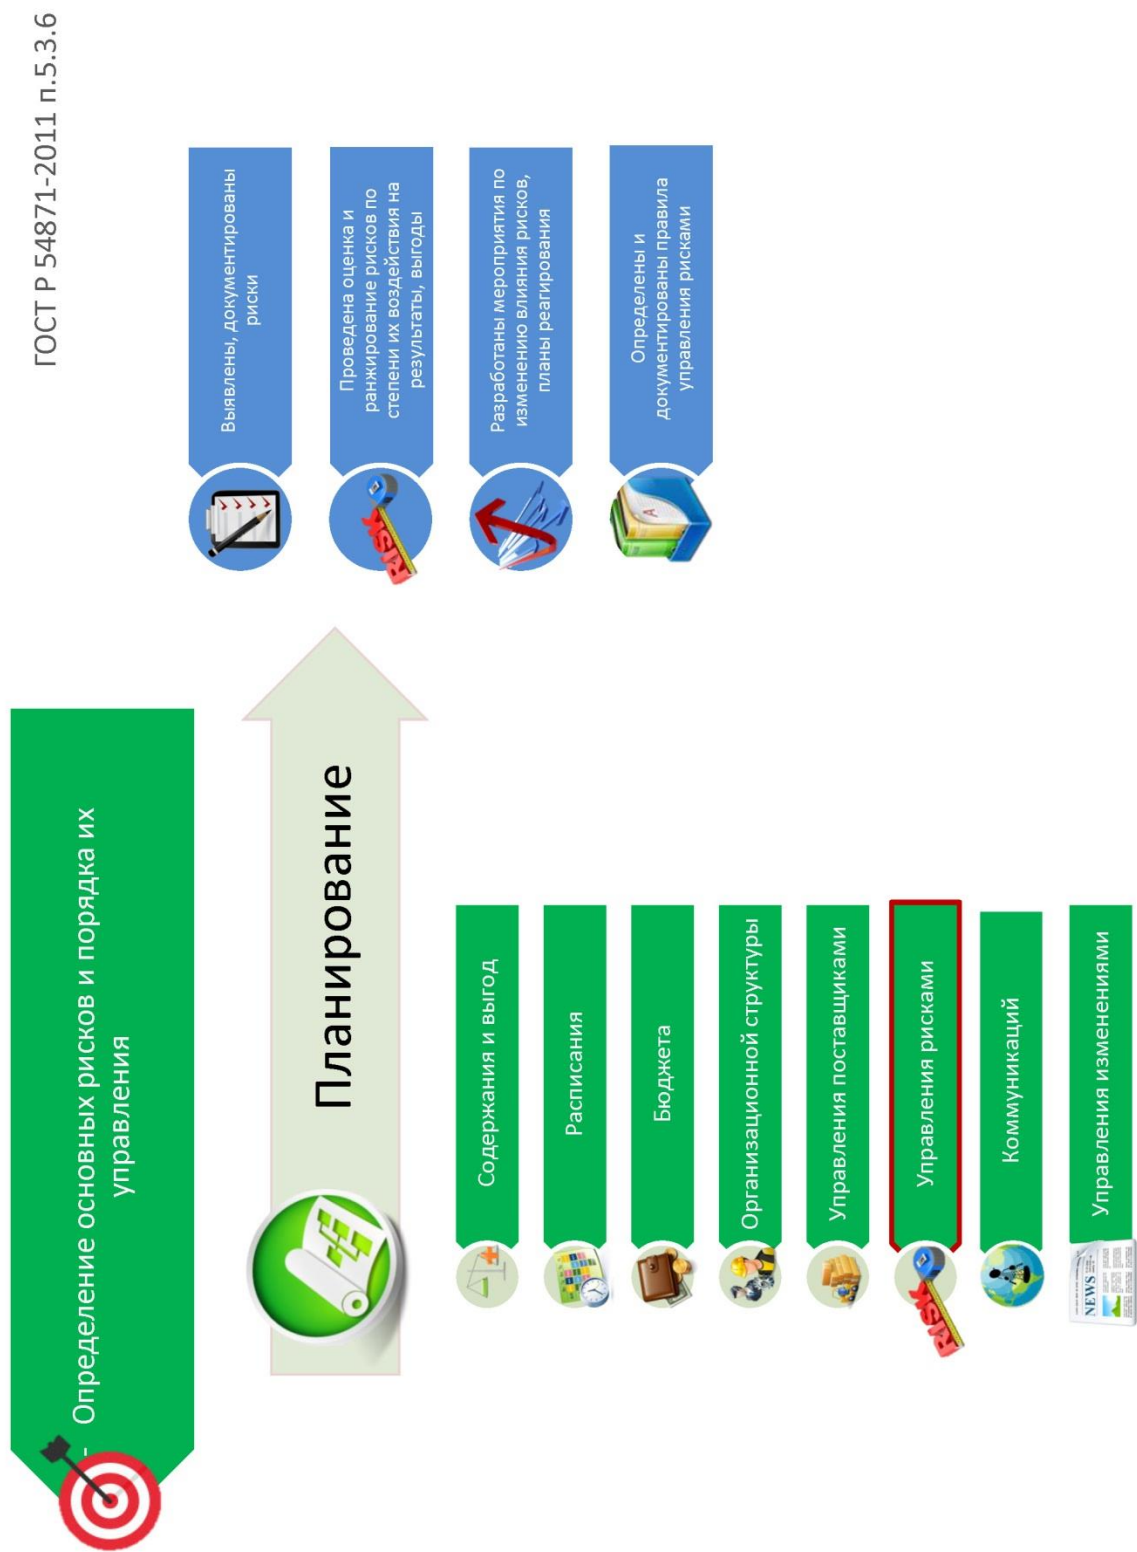 ГОСТ Р 54871-2011 п.5.3.6
- Определение основных рисков и порядка их
управления
Планирование
Содержания и выгод
Расписания
Бюджета
Организационной структуры
Управления поставщиками
Управления рисками
Коммуникаций
Управления изменениями
Выявлены, документированы
риски
Проведена оценка и
ранжирование рисков по
степени их воздействия на
результаты, выгоды
Разработаны мероприятия по
изменению влияния рисков,
планы реагирования
Определены и
документированы правила
управления рисками
RISK
RISK
NEWS
A